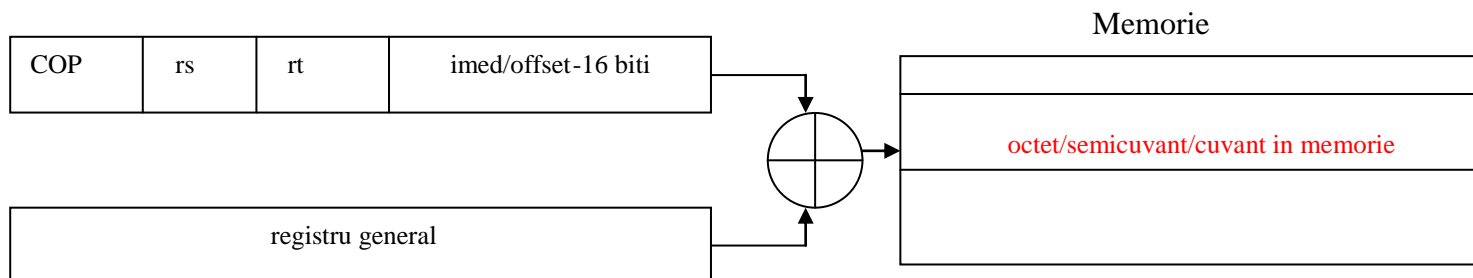 Memorie
COP rs rt imed/offset-16 biti
octet/semicuvant/cuvant in memorie
registru general